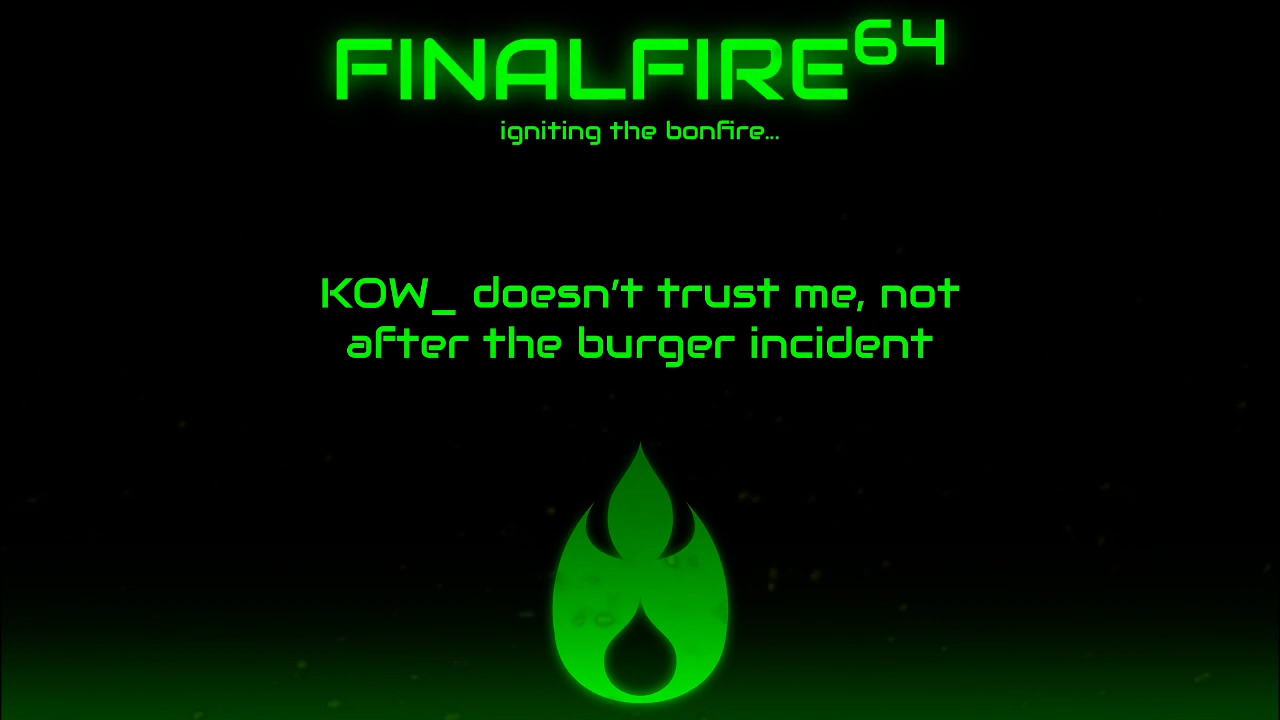 FINALFIRE⁶⁴
igniting the bonfire...
KOW_ doesn't trust me, not
after the burger incident